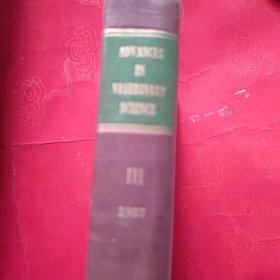 ADVANCES
IN
VETERINARY
SCIENCE
III
1957